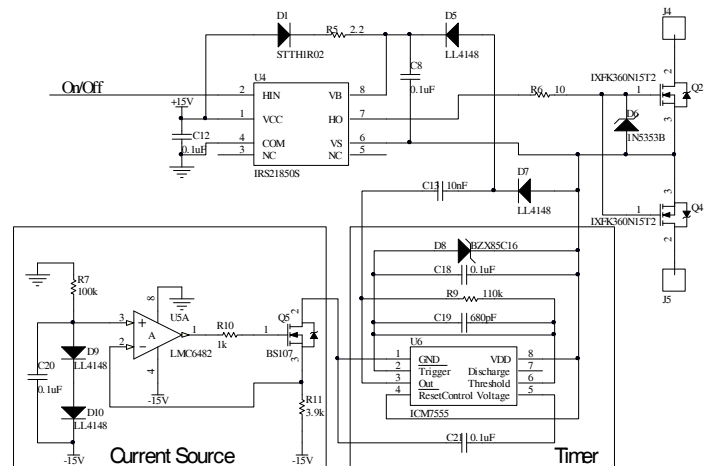 J4
D1
STTH1R02
R5
2.2
D5
LL4148
C8
0.1uF
U4
On/Off
2 HIN VB 8
1 VCC HO 7
4 COM VS 6
3 NC NC 5
IRS21850S
+15V
C12
0.1uF
R6 10
IXFK360N15T2
2
1
3
Q2
D6
1N5353B
C13 10nF
D7
LL4148
3
1
2
Q4
IXFK360N15T2
J5
R7
100k
C20
0.1uF
D9
LL4148
D10
LL4148
-15V
3
2
8
4
1
A
U5A
LMC6482
-15V
R10
1k
Q5
2
1
3
BS107
R11
3.9k
-15V
Current Source
D8 BZX85C16
C18 0.1uF
R9 110k
C19 680pF
U6
1 GND VDD 8
2 Trigger Discharge 7
3 Out Threshold 6
4 Reset Control Voltage 5
ICM7555
C21 0.1uF
Timer